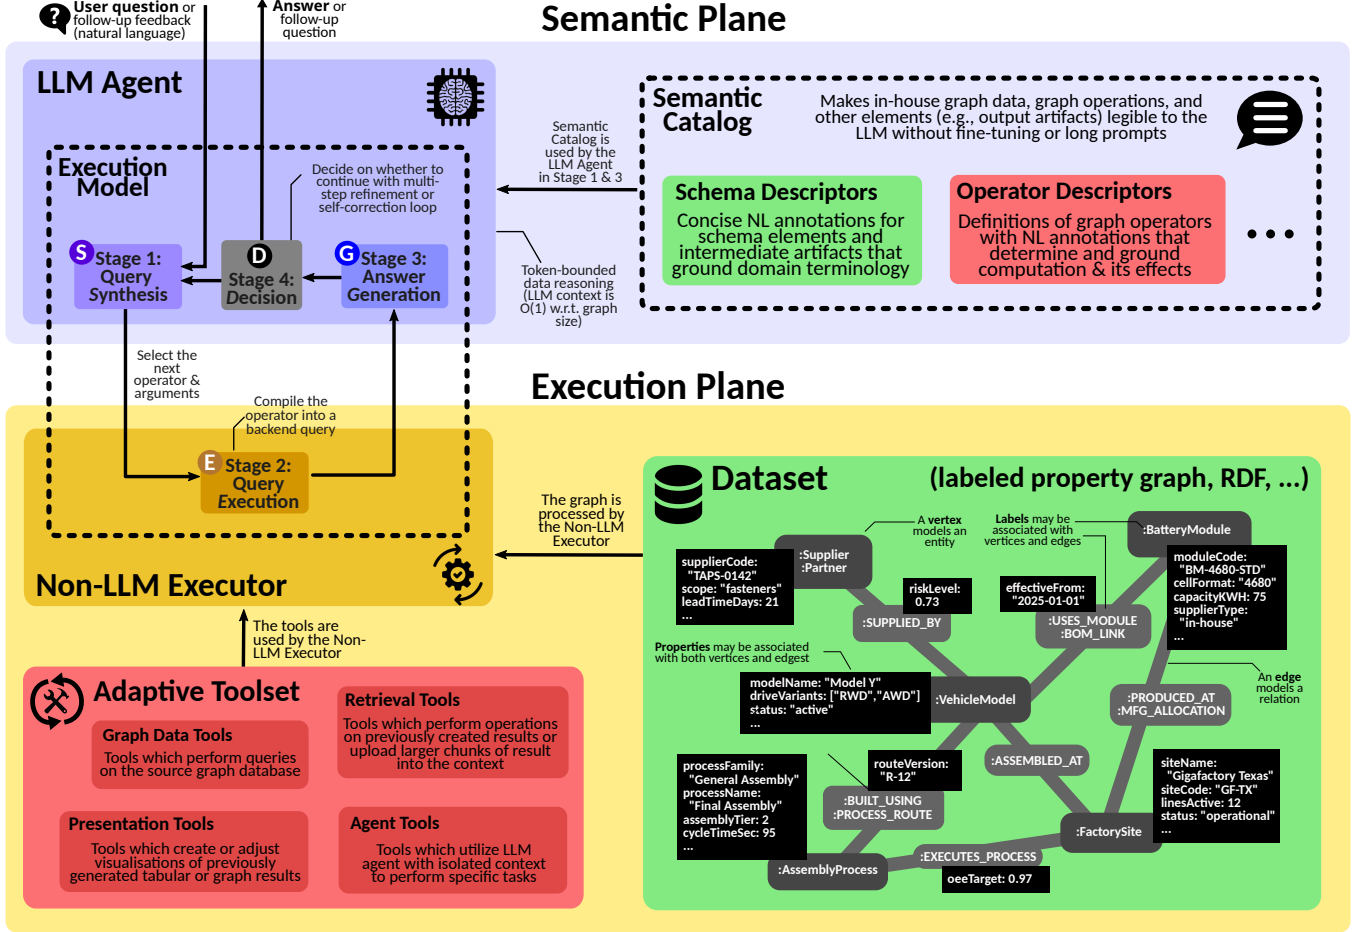 User question or
follow-up feedback
(natural language)
Answer or
follow-up
question
Semantic Plane
LLM Agent
Execution
Model
Decide on whether to
continue with multi-
step refinement or
self-correction loop
S
Stage 1:
Query
Synthesis
D
Stage 4:
Decision
G
Stage 3:
Answer
Generation
Semantic
Catalog is
used by the
LLM Agent
in Stage 1 & 3
Token-bounded
data reasoning
(LLM context is
O(1) w.r.t. graph
size)
Semantic
Catalog
Makes in-house graph data, graph operations, and
other elements (e.g., output artifacts) legible to the
LLM without fine-tuning or long prompts
Schema Descriptors
Concise NL annotations for
schema elements and
intermediate artifacts that
ground domain terminology
Operator Descriptors
Definitions of graph operators
with NL annotations that
determine and ground
computation & its effects
Select the
next
operator &
arguments
Execution Plane
Compile the
operator into a
backend query
E
Stage 2:
Query
Execution
Non-LLM Executor
The graph is
processed by
the Non-LLM
Executor
The tools are
used by the Non-
LLM Executor
Adaptive Toolset
Graph Data Tools
Tools which perform queries
on the source graph database
Retrieval Tools
Tools which perform operations
on previously created results or
upload larger chunks of result
into the context
Presentation Tools
Tools which create or adjust
visualisations of previously
generated tabular or graph results
Agent Tools
Tools which utilize LLM
agent with isolated context
to perform specific tasks
Dataset
(labeled property graph, RDF, ...)
A vertex
models an
entity
Labels may be
associated with
vertices and edges
:BatteryModule
:Supplier
:Partner
supplierCode:
"TAPS-0142"
scope: "fasteners"
leadTimeDays: 21
...
riskLevel:
0.73
effectiveFrom:
"2025-01-01"
moduleCode:
"BM-4680-STD"
cellFormat: "4680"
capacityKWH: 75
supplierType:
"in-house"
...
:SUPPLIED_BY
:USES_MODULE
:BOM_LINK
Properties may be associated
with both vertices and edgest
modelName: "Model Y"
driveVariants: ["RWD","AWD"]
status: "active"
...
:VehicleModel
:PRODUCED_AT
:MFG_ALLOCATION
An edge
models a
relation
processFamily:
"General Assembly"
processName:
"Final Assembly"
assemblyTier: 2
cycleTimeSec: 95
...
routeVersion:
"R-12"
:ASSEMBLED_AT
siteName:
"Gigafactory Texas"
siteCode: "GF-TX"
linesActive: 12
status: "operational"
...
:BUILT_USING
:PROCESS_ROUTE
:FactorySite
:EXECUTES_PROCESS
:AssemblyProcess
oeeTarget: 0.97